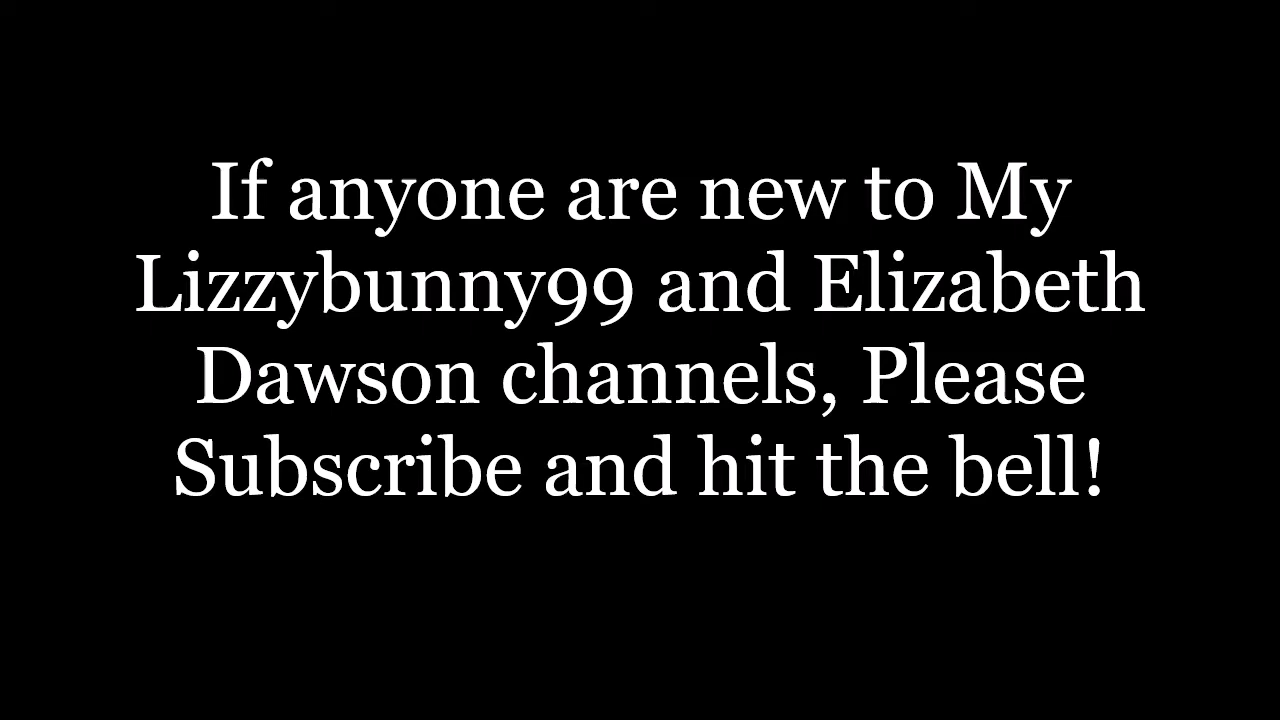 If anyone are new to My
Lizzybunny99 and Elizabeth
Dawson channels, Please
Subscribe and hit the bell!